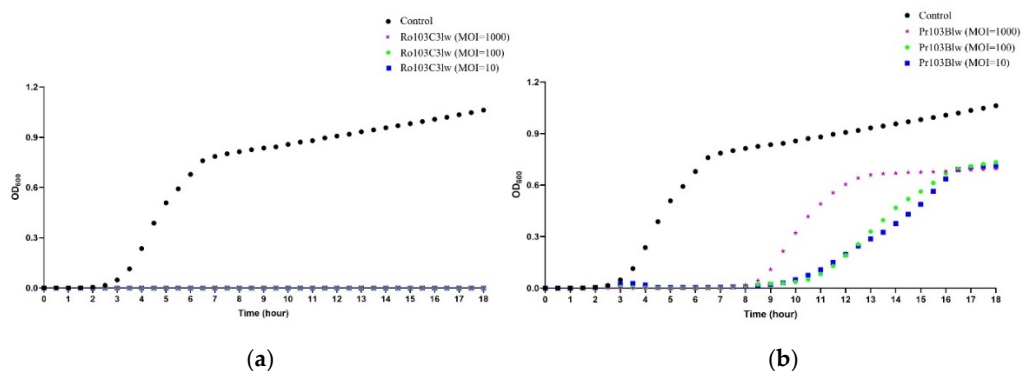 Control
Ro103C3lw (MOI=1000)
Ro103C3lw (MOI=100)
Ro103C3lw (MOI=10)
1.2
0.9
0.6
0.3
0.0
OD600
0 1 2 3 4 5 6 7 8 9 10 11 12 13 14 15 16 17 18
Time (hour)
(a)
Control
Pr103Blw (MOI=1000)
Pr103Blw (MOI=100)
Pr103Blw (MOI=10)
1.2
0.9
0.6
0.3
0.0
OD600
0 1 2 3 4 5 6 7 8 9 10 11 12 13 14 15 16 17 18
Time (hour)
(b)